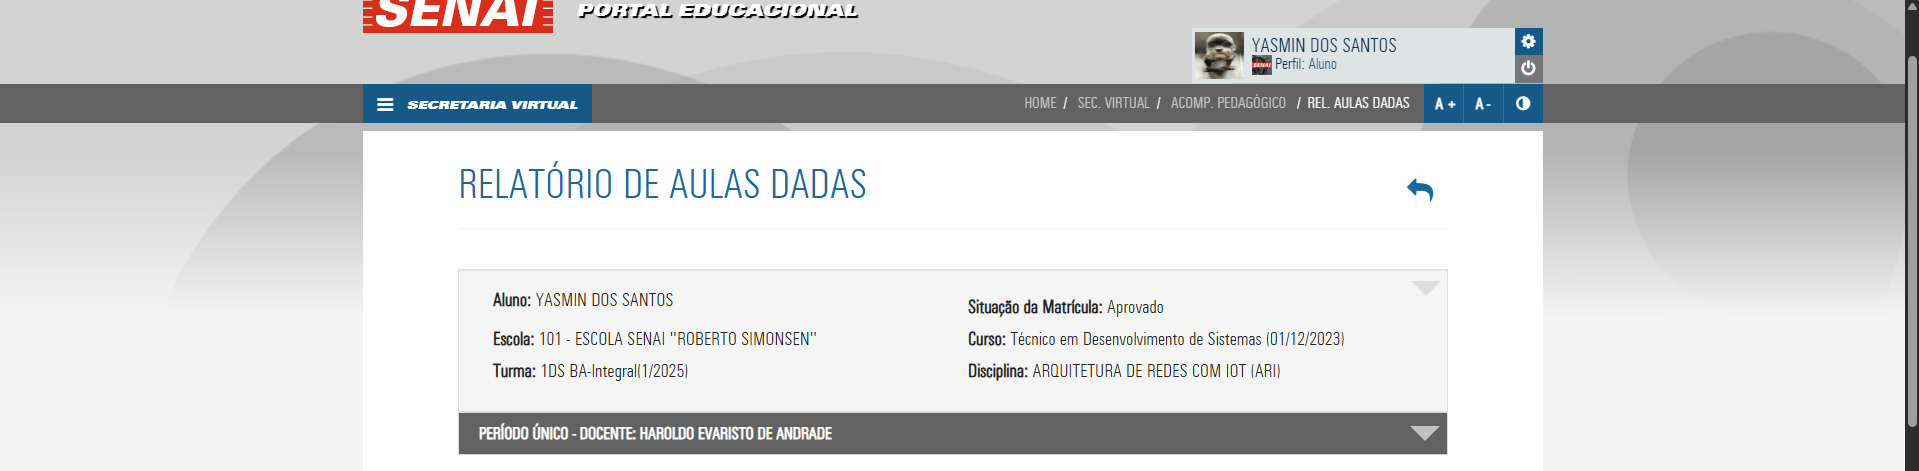 SENAI
PORTAL EDUCACIONAL
YASMIN DOS SANTOS
SENAI Perfil: Aluno
SECRETARIA VIRTUAL
HOME / SEC. VIRTUAL / ACOMP. PEDAGÓGICO / REL. AULAS DADAS
A + A -
RELATÓRIO DE AULAS DADAS
Aluno: YASMIN DOS SANTOS
Situação da Matrícula: Aprovado
Escola: 101 - ESCOLA SENAI "ROBERTO SIMONSEN"
Curso: Técnico em Desenvolvimento de Sistemas (01/12/2023)
Turma: 1DS BA-Integral(1/2025)
Disciplina: ARQUITETURA DE REDES COM IOT (ARI)
PERÍODO ÚNICO - DOCENTE: HAROLDO EVARISTO DE ANDRADE